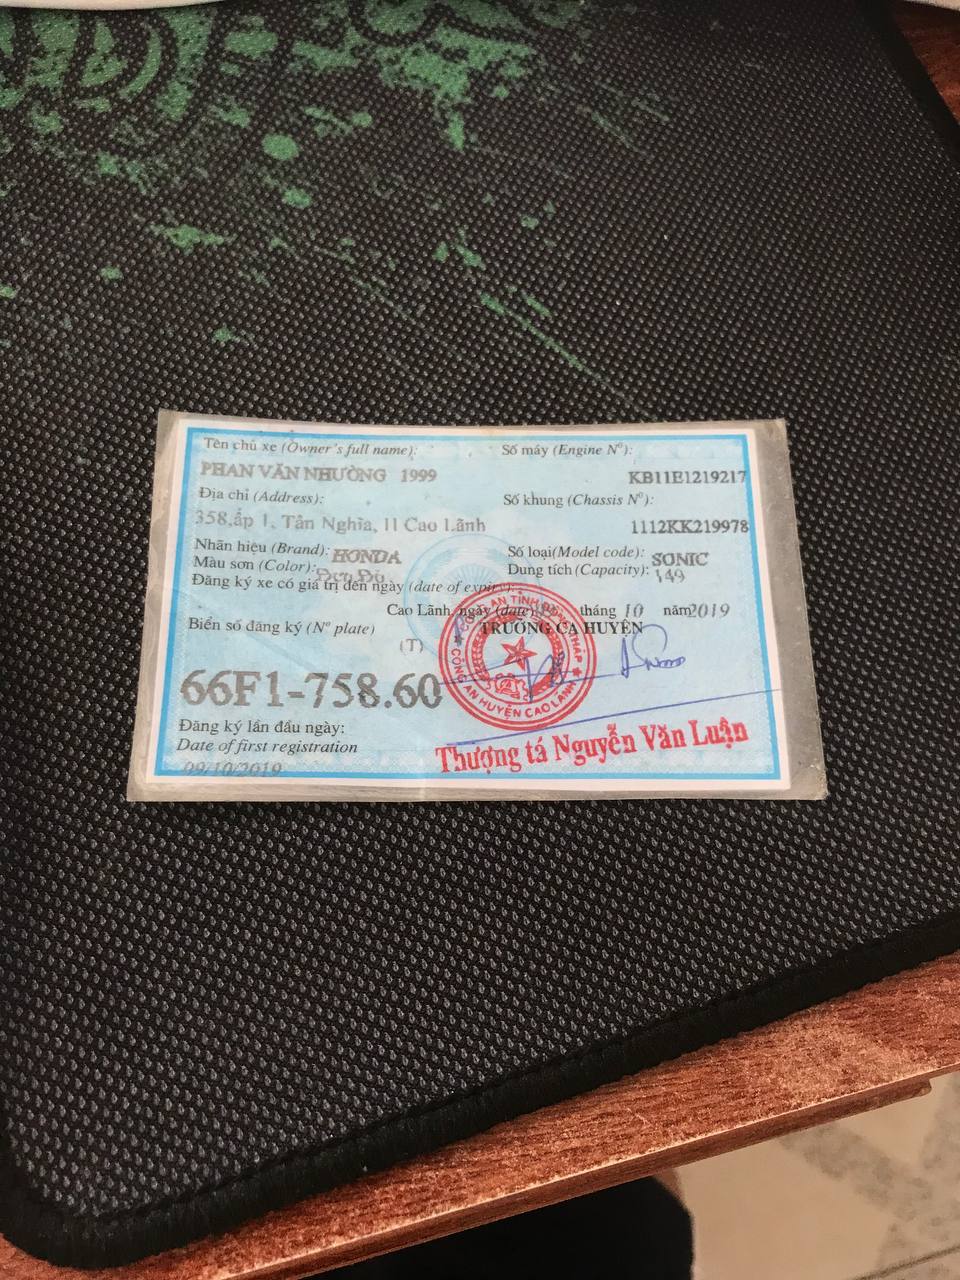 Tên chủ xe (Owner's full name):
Số máy (Engine Nº):
PHAN VĂN NHƯỜNG 1999
KB11E1219217
Địa chỉ (Address):
Số khung (Chassis Nº):
358,ấp 1, Tân Nghĩa, H Cao Lãnh
1112KK219978
Nhãn hiệu (Brand): HONDA
Số loại(Model code): SONIC
Màu sơn (Color): Đen Đỏ
Dung tích (Capacity): 149
Đăng ký xe có giá trị đến ngày (date of expiry):
Cao Lãnh, ngày (date) tháng 10 năm2019
Biển số đăng ký (Nº plate)
TRƯỞNG CA HUYỆN
(T)
CÔNG AN TỈNH ĐỒNG THÁP
CÔNG AN HUYỆN CAO LÃNH
66F1-758.60
Đăng ký lần đầu ngày:
Date of first registration
09/10/2019
Thượng tá Nguyễn Văn Luận